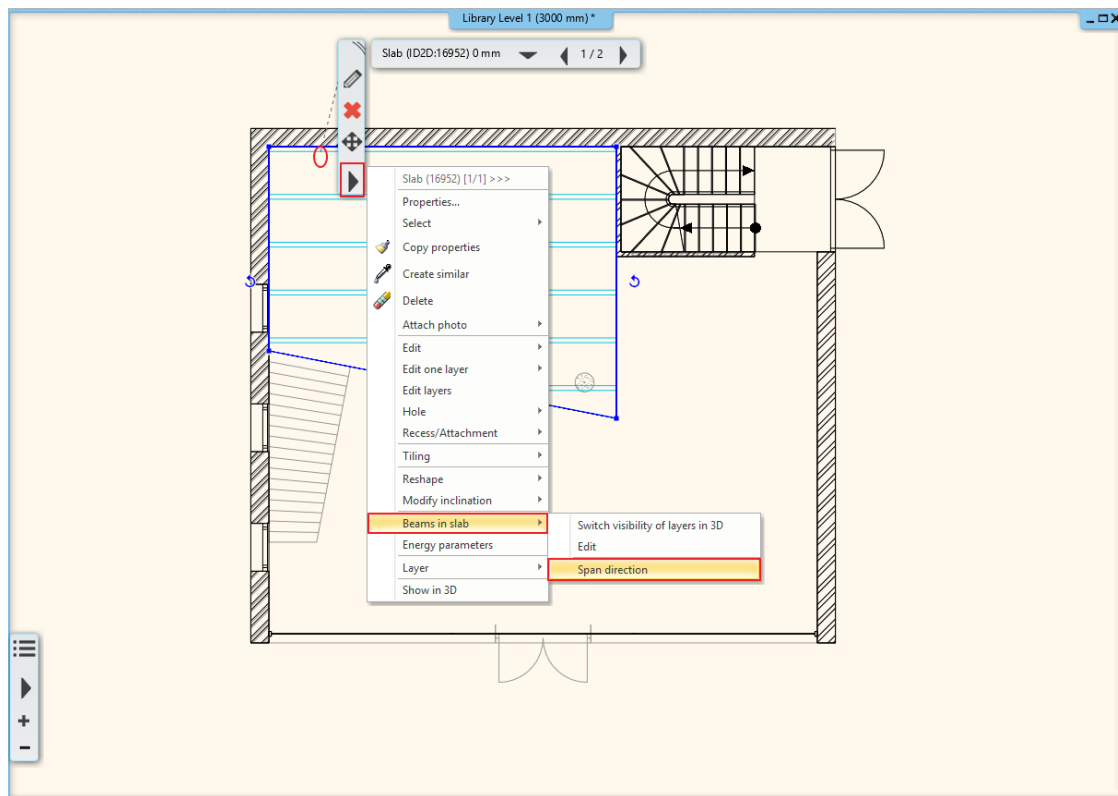 Library Level 1 (3000 mm) *
Slab (ID2D:16952) 0 mm
1 / 2
Slab (16952) [1/1] >>>
Properties...
Select
Copy properties
Create similar
Delete
Attach photo
Edit
Edit one layer
Edit layers
Hole
Recess/Attachment
Tiling
Reshape
Modify inclination
Beams in slab
Energy parameters
Layer
Show in 3D
Switch visibility of layers in 3D
Edit
Span direction